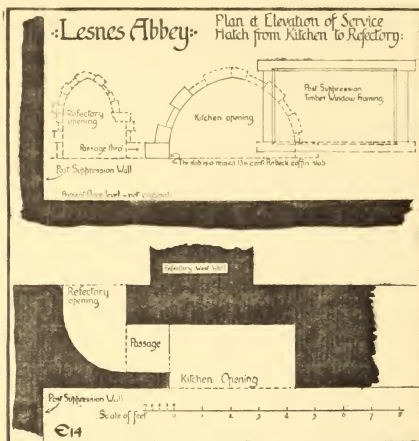 :Lesnes Abbey:
Plan & Elevation of Service
Hatch from Kitchen to Refectory:
Refectory
opening
Kitchen opening
Post Suppression
Timber Window Framing
Passage thro'
The slab is a reused 13th cent. Purbeck coffin slab
Post Suppression Wall
Present floor level - not original
Refectory West Wall
Refectory
opening
Passage
Kitchen Opening
Post Suppression Wall
Scale of feet
0 1 2 3 4 5 6 7 8
E14